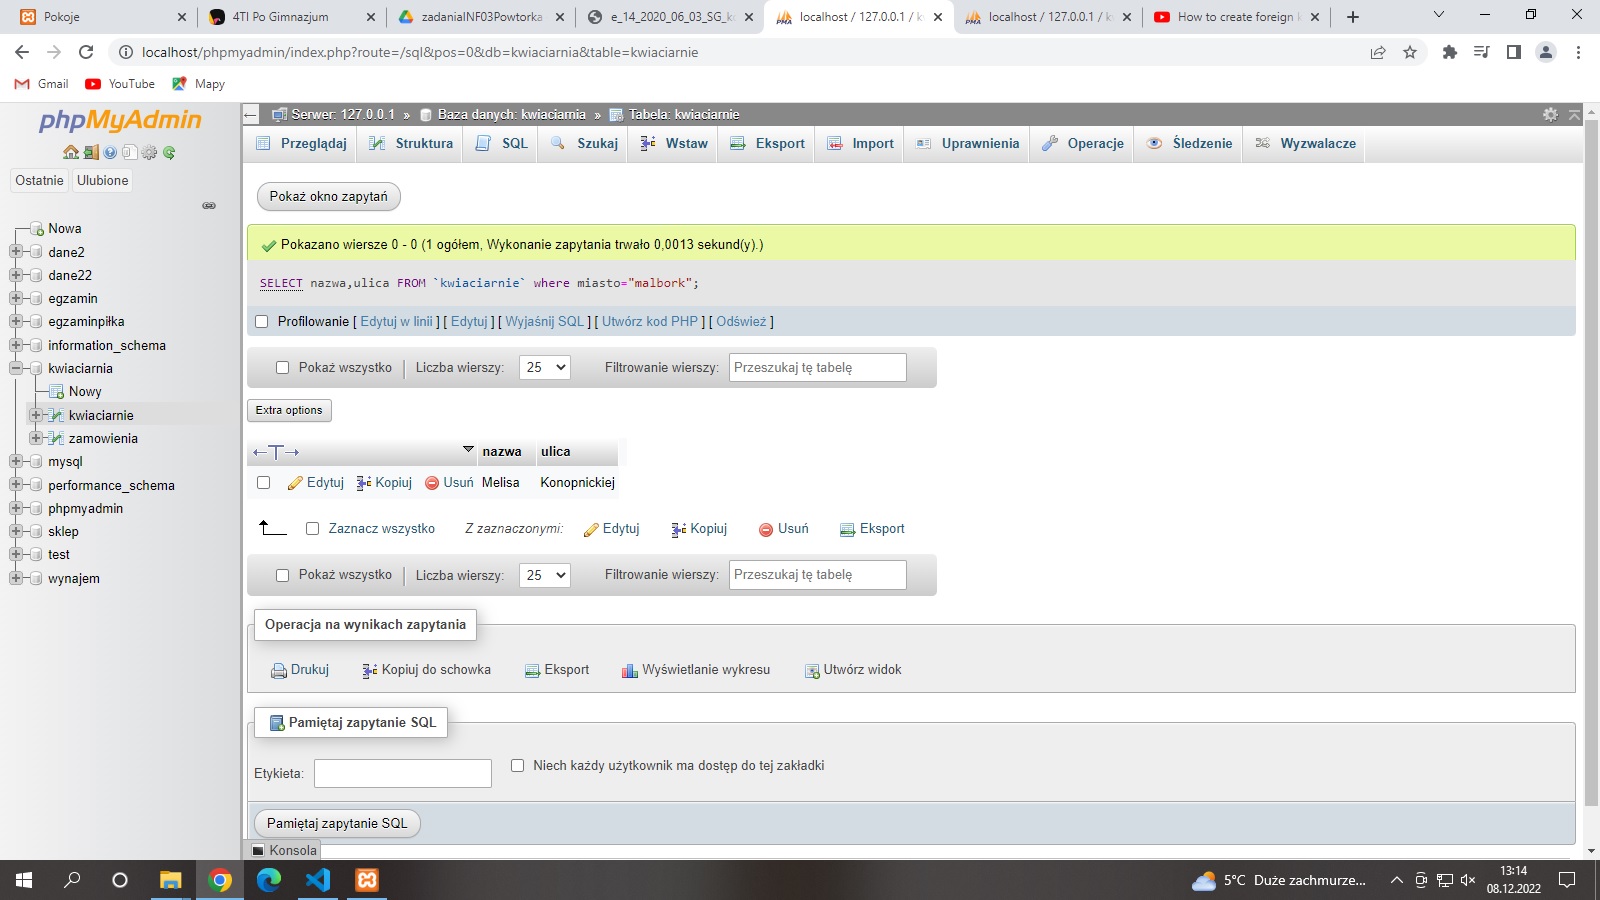 Pokoje
4TI Po Gimnazjum
zadaniaINF03Powtorka
e_14_2020_06_03_SG_k
localhost / 127.0.0.1 / k
localhost / 127.0.0.1 / k
How to create foreign
localhost/phpmyadmin/index.php?route=/sql&pos=0&db=kwiaciarnia&table=kwiaciarnie
Gmail
YouTube
Mapy
phpMyAdmin
Ostatnie
Ulubione
Nowa
dane2
dane22
egzamin
egzaminpiłka
information_schema
kwiaciarnia
Nowy
kwiaciarnie
zamowienia
mysql
performance_schema
phpmyadmin
sklep
test
wynajem
Serwer: 127.0.0.1 » Baza danych: kwiaciarnia » Tabela: kwiaciarnie
Przeglądaj
Struktura
SQL
Szukaj
Wstaw
Eksport
Import
Uprawnienia
Operacje
Śledzenie
Wyzwalacze
Pokaż okno zapytań
Pokazano wiersze 0 - 0 (1 ogółem, Wykonanie zapytania trwało 0,0013 sekund(y).)
SELECT nazwa,ulica FROM `kwiaciarnie` where miasto="malbork";
Profilowanie [ Edytuj w linii ] [ Edytuj ] [ Wyjaśnij SQL ] [ Utwórz kod PHP ] [ Odśwież ]
Pokaż wszystko
Liczba wierszy:
25
Filtrowanie wierszy:
Przeszukaj tę tabelę
Extra options
←T→
nazwa
ulica
Edytuj
Kopiuj
Usuń
Melisa
Konopnickiej
Zaznacz wszystko
Z zaznaczonymi:
Edytuj
Kopiuj
Usuń
Eksport
Pokaż wszystko
Liczba wierszy:
25
Filtrowanie wierszy:
Przeszukaj tę tabelę
Operacja na wynikach zapytania
Drukuj
Kopiuj do schowka
Eksport
Wyświetlanie wykresu
Utwórz widok
Pamiętaj zapytanie SQL
Etykieta:
Niech każdy użytkownik ma dostęp do tej zakładki
Pamiętaj zapytanie SQL
Konsola
5°C Duże zachmurze...
13:14
08.12.2022